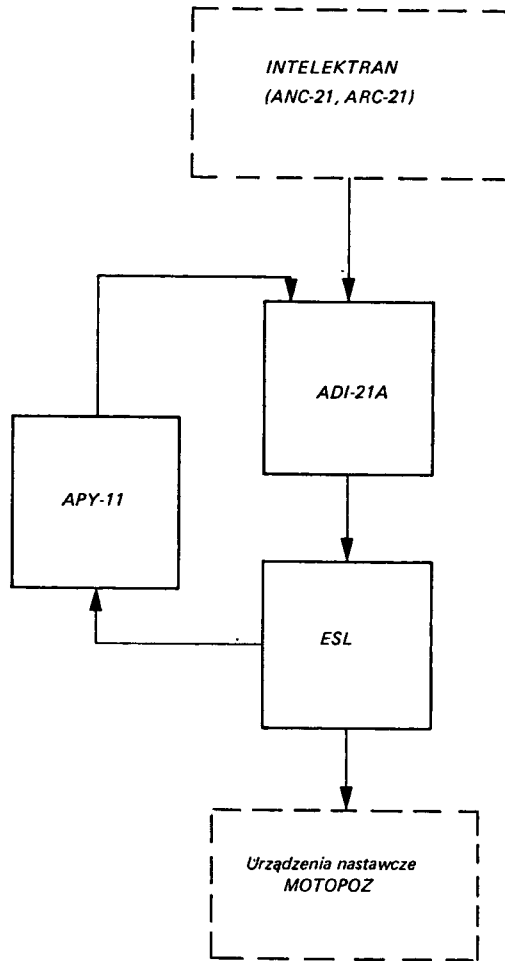 INTELEKTRAN
(ANC-21, ARC-21)
ADI-21A
APY-11
ESL
Urządzenia nastawcze
MOTOPOZ